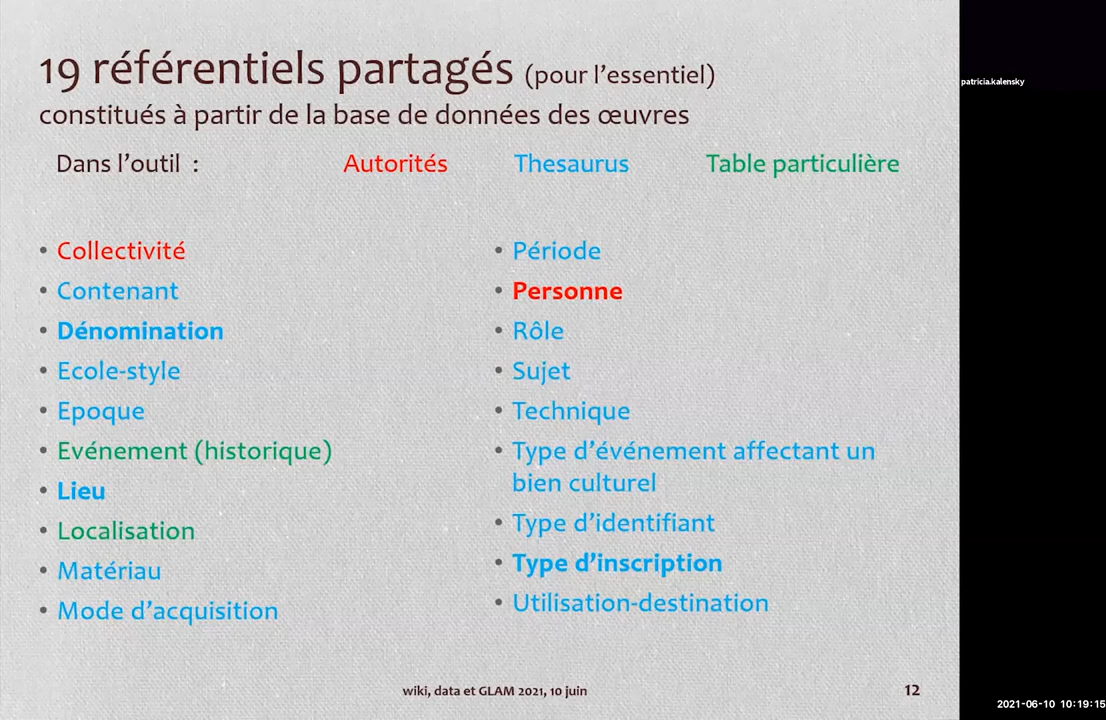 19 référentiels partagés (pour l'essentiel)
constitués à partir de la base de données des œuvres
Dans l'outil : Autorités Thesaurus Table particulière
• Collectivité
• Contenant
• Dénomination
• Ecole-style
• Epoque
• Evénement (historique)
• Lieu
• Localisation
• Matériau
• Mode d'acquisition
• Période
• Personne
• Rôle
• Sujet
• Technique
• Type d'événement affectant un
bien culturel
• Type d'identifiant
• Type d'inscription
• Utilisation-destination
wiki, data et GLAM 2021, 10 juin
12
patricia.kalensky
2021-06-10 10:19:15